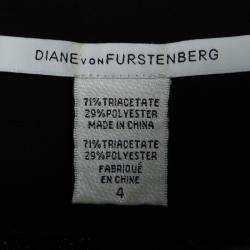 DIANE VON FURSTENBERG
71% TRIACETATE
29% POLYESTER
MADE IN CHINA
71% TRIACETATE
29% POLYESTER
FABRIQUÉ
EN CHINE
4